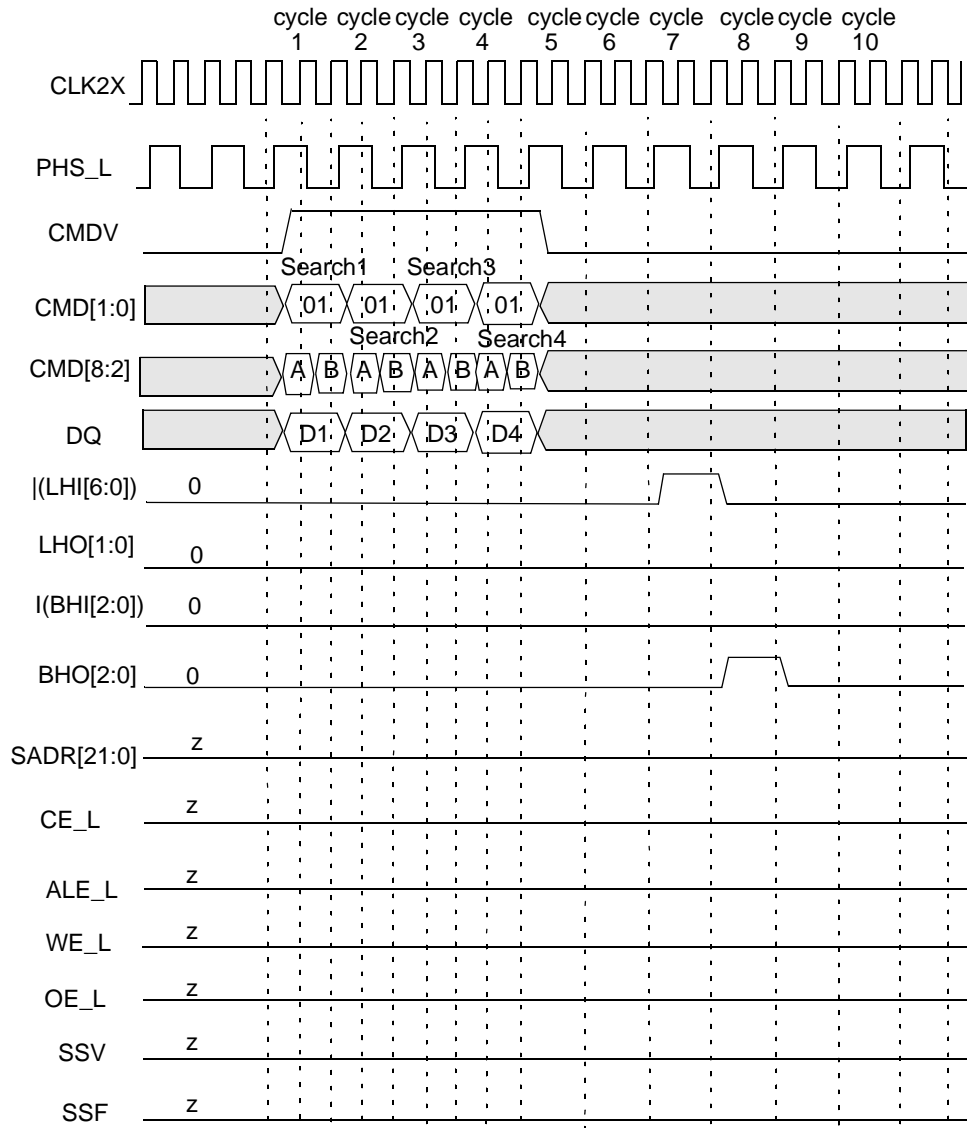 cycle cycle cycle cycle cycle cycle cycle cycle cycle cycle
1 2 3 4 5 6 7 8 9 10
CLK2X
PHS_L
CMDV
Search1 Search3
CMD[1:0] 01 01 01 01
Search2 Search4
CMD[8:2] A B A B A B A B
DQ D1 D2 D3 D4
|(LHI[6:0]) 0
LHO[1:0] 0
I(BHI[2:0]) 0
BHO[2:0] 0
SADR[21:0] z
CE_L z
ALE_L z
WE_L z
OE_L z
SSV z
SSF z